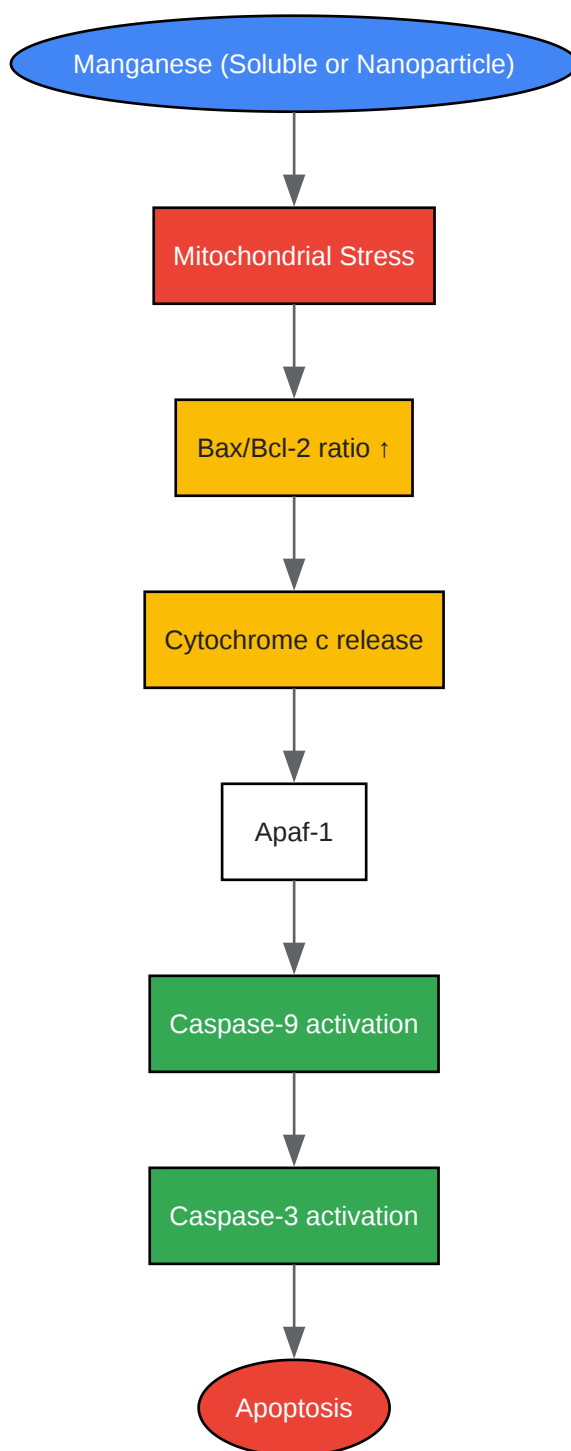 Manganese (Soluble or Nanoparticle)
Mitochondrial Stress
Bax/Bcl-2 ratio ↑
Cytochrome c release
Apaf-1
Caspase-9 activation
Caspase-3 activation
Apoptosis